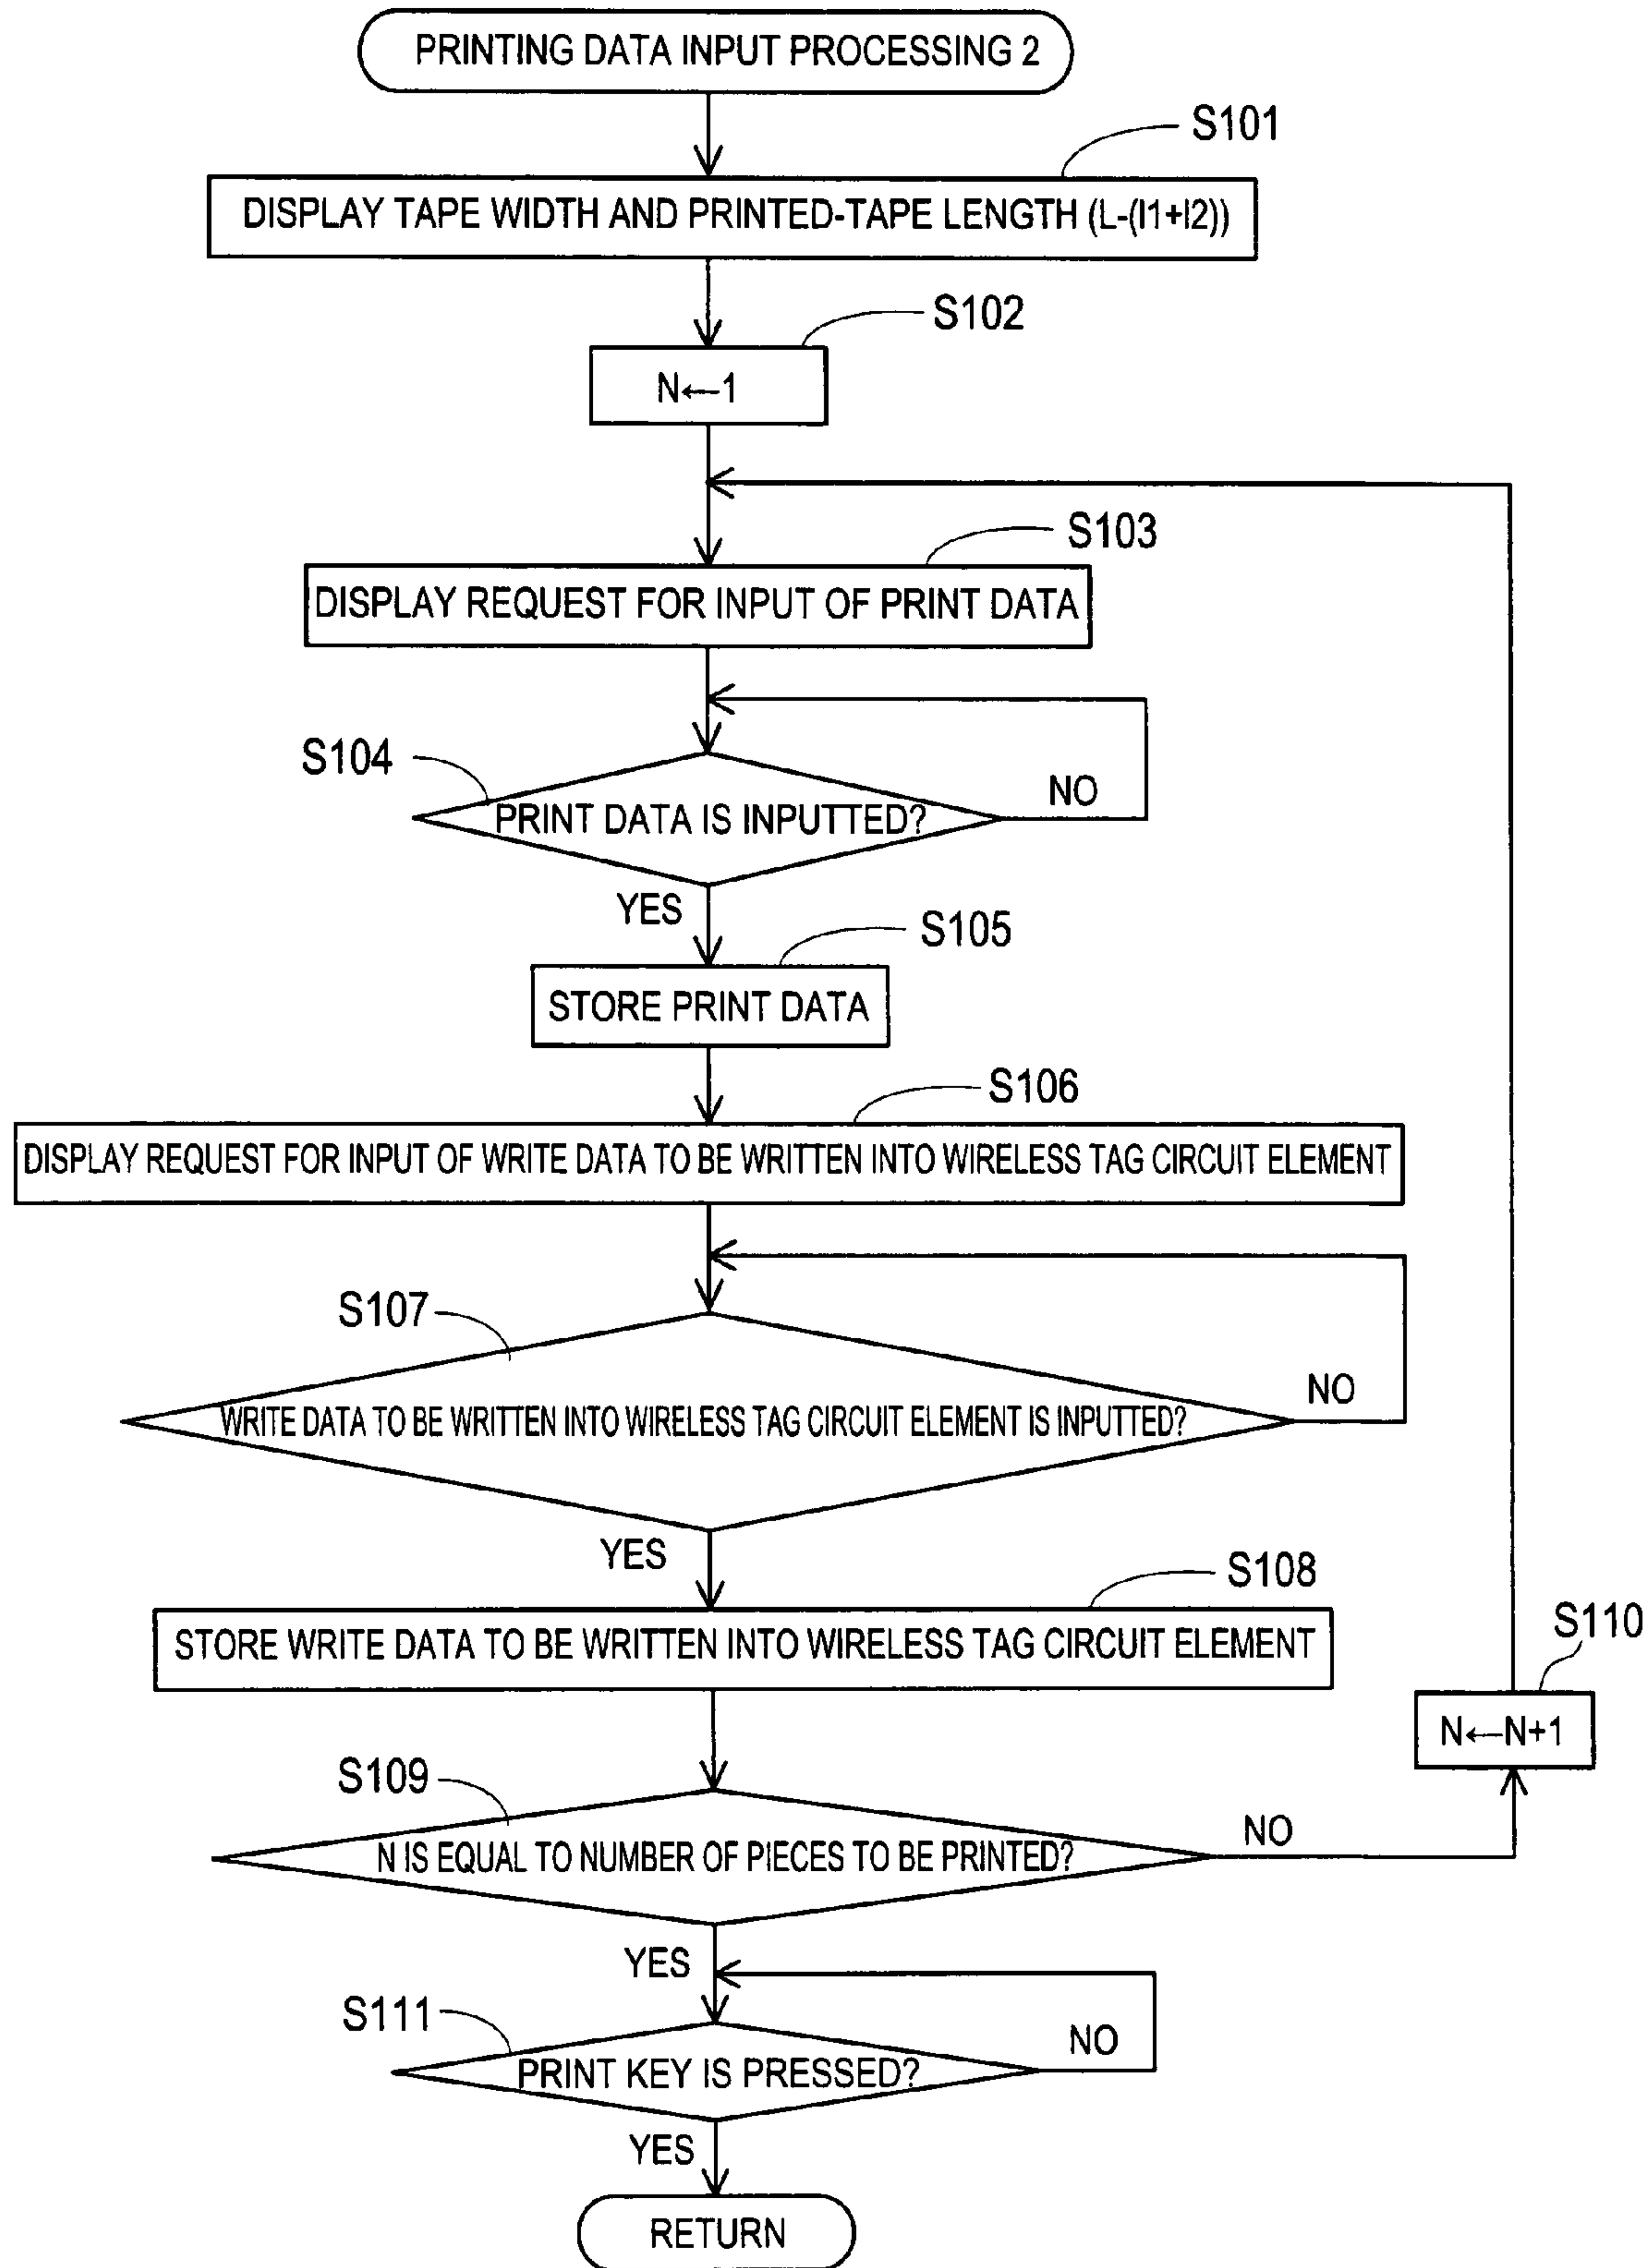 PRINTING DATA INPUT PROCESSING 2
S101
DISPLAY TAPE WIDTH AND PRINTED-TAPE LENGTH (L-(l1+l2))
S102
N←1
S103
DISPLAY REQUEST FOR INPUT OF PRINT DATA
S104
NO
PRINT DATA IS INPUTTED?
YES
S105
STORE PRINT DATA
S106
DISPLAY REQUEST FOR INPUT OF WRITE DATA TO BE WRITTEN INTO WIRELESS TAG CIRCUIT ELEMENT
S107
NO
WRITE DATA TO BE WRITTEN INTO WIRELESS TAG CIRCUIT ELEMENT IS INPUTTED?
YES
S108
STORE WRITE DATA TO BE WRITTEN INTO WIRELESS TAG CIRCUIT ELEMENT
S110
N←N+1
S109
NO
N IS EQUAL TO NUMBER OF PIECES TO BE PRINTED?
YES
S111
NO
PRINT KEY IS PRESSED?
YES
RETURN